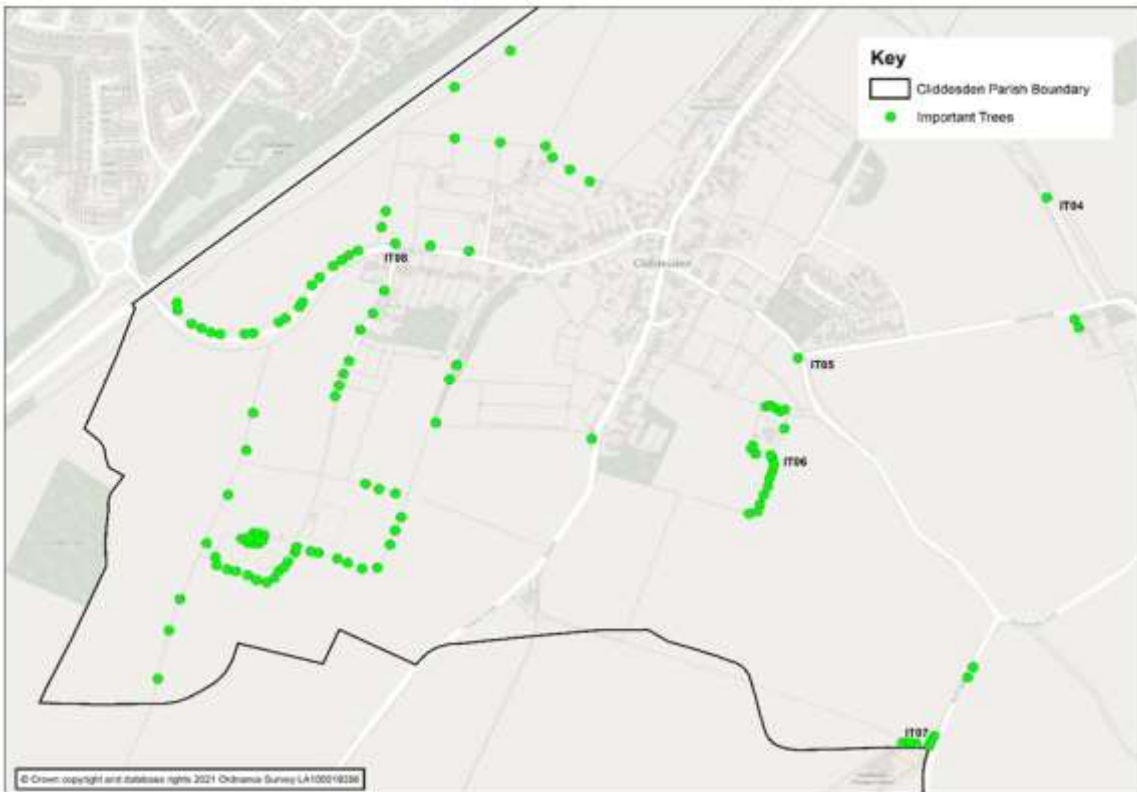 Key
Cliddesden Parish Boundary
Important Trees
IT04
IT08
Cliddesden
IT05
IT06
IT07
© Crown copyright and database rights 2021 Ordnance Survey